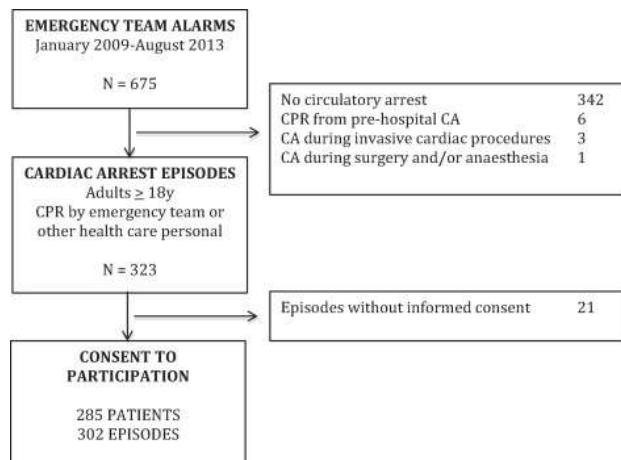 EMERGENCY TEAM ALARMS
January 2009-August 2013
N = 675
No circulatory arrest 342
CPR from pre-hospital CA 6
CA during invasive cardiac procedures 3
CA during surgery and/or anaesthesia 1
CARDIAC ARREST EPISODES
Adults ≥ 18y
CPR by emergency team or
other health care personal
N = 323
Episodes without informed consent 21
CONSENT TO
PARTICIPATION
285 PATIENTS
302 EPISODES